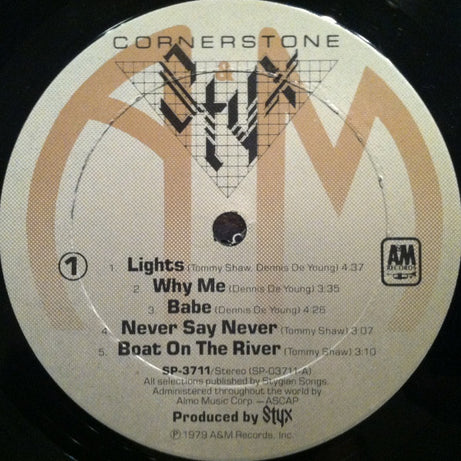 CORNERSTONE
A&M
Styx
1
A&M
RECORDS
1. Lights (Tommy Shaw, Dennis De Young) 4:37
2. Why Me (Dennis De Young) 3:35
3. Babe (Dennis De Young) 4:26
4. Never Say Never (Tommy Shaw) 3:07
5. Boat On The River (Tommy Shaw) 3:10
SP-3711/Stereo (SP-03711-A)
All selections published by Stygian Songs.
Administered throughout the world by
Almo Music Corp. — ASCAP
Produced by Styx
℗ 1979 A&M Records, Inc.